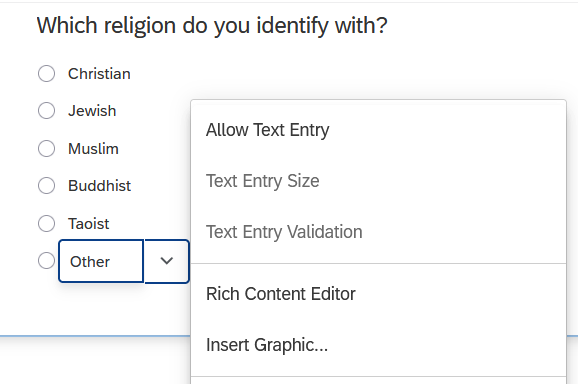 Which religion do you identify with?
Christian
Jewish
Muslim
Buddhist
Taoist
Other
Allow Text Entry
Text Entry Size
Text Entry Validation
Rich Content Editor
Insert Graphic...